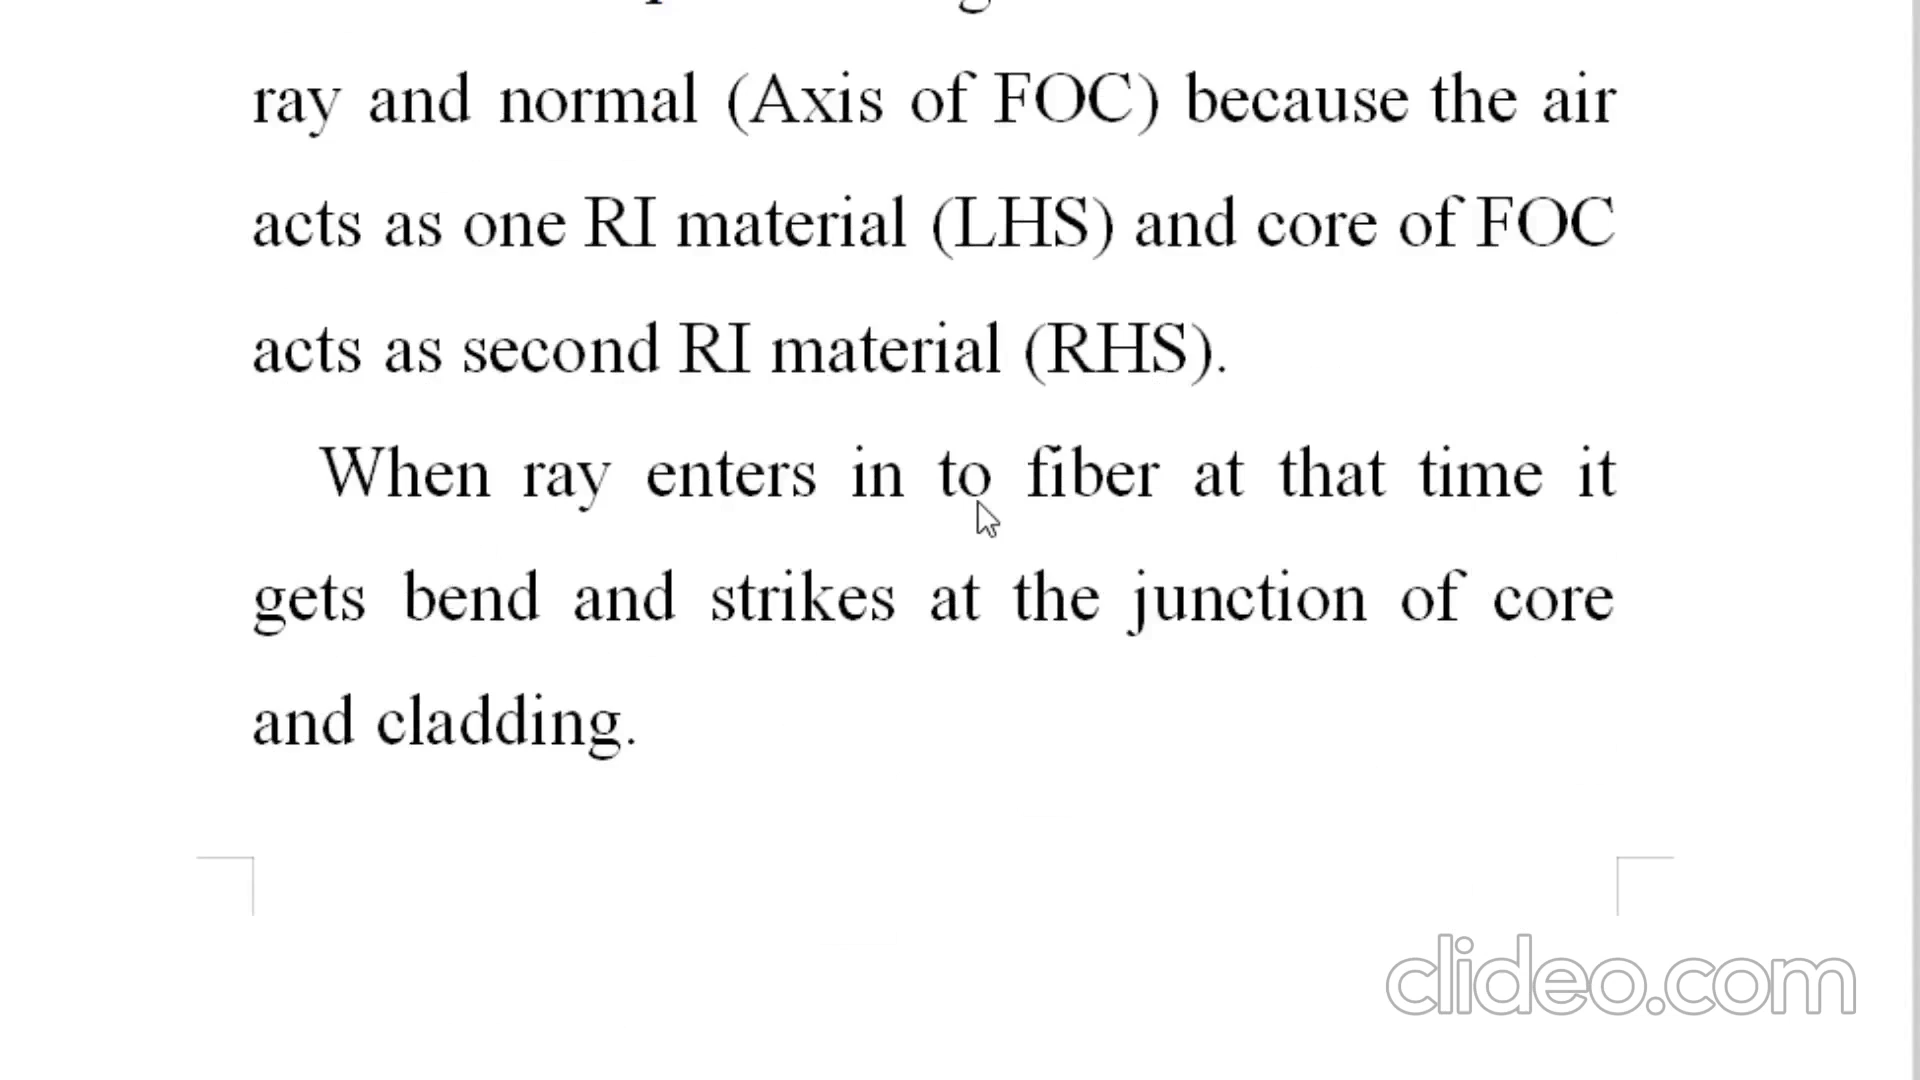 ray and normal (Axis of FOC) because the air
acts as one RI material (LHS) and core of FOC
acts as second RI material (RHS).
When ray enters in to fiber at that time it
gets bend and strikes at the junction of core
and cladding.
clideo.com